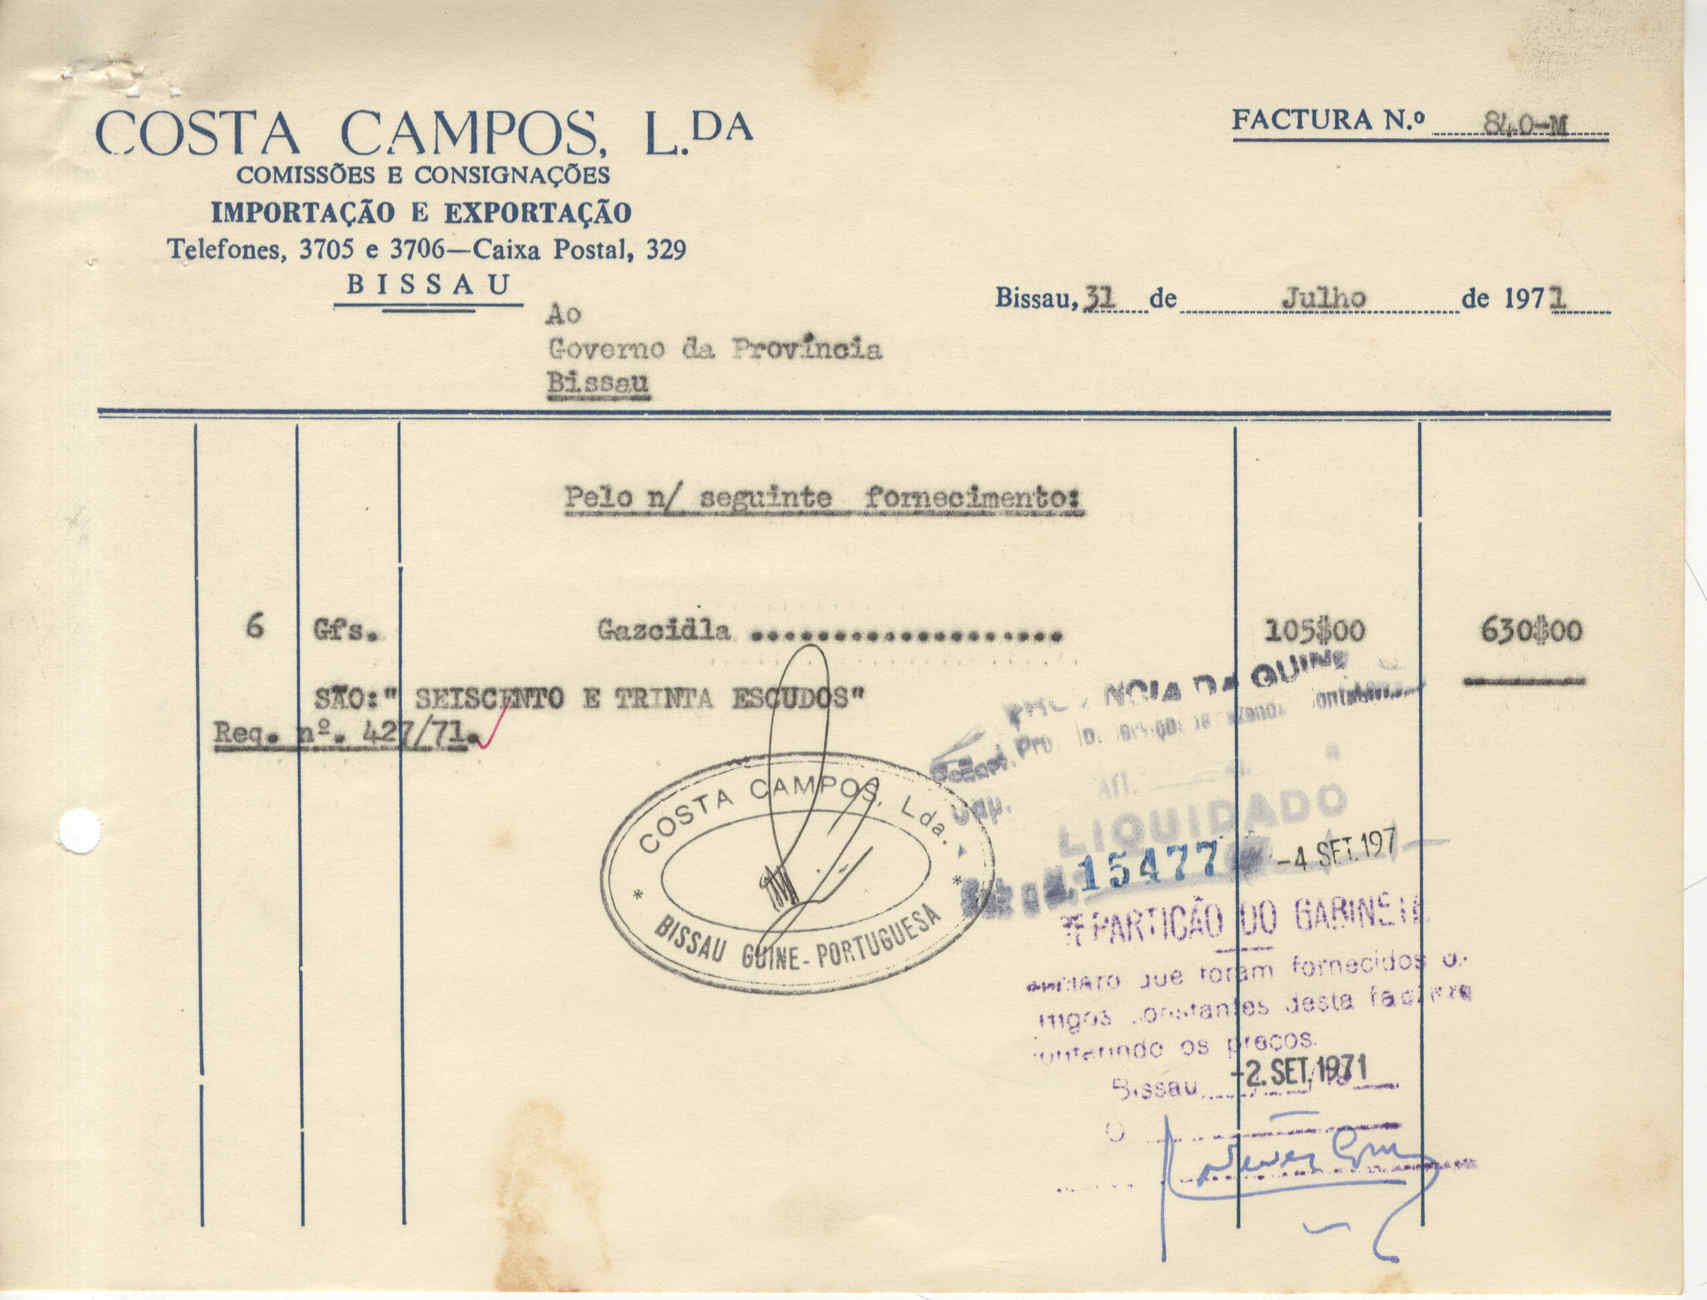 COSTA CAMPOS, L.DA
COMISSÕES E CONSIGNAÇÕES
IMPORTAÇÃO E EXPORTAÇÃO
Telefones, 3705 e 3706—Caixa Postal, 329
BISSAU
FACTURA N.º 840-M
Bissau, 31 de Julho de 1971
Ao
Governo da Província
Bissau
Pelo n/ seguinte fornecimento:
6 Gfs. Gazcidla ................... 105$00 630$00
SÃO:" SEISCENTO E TRINTA ESCUDOS"
Req. nº. 427/71.
COSTA CAMPOS, Lda.
* BISSAU GUINE-PORTUGUESA *
DA GUINE
LIQUIDADO
15477 -4 SET. 197
REPARTIÇÃO DO GABINETE
que foram fornecidos
constantes desta factura
os preços.
Bissau -2. SET. 1971
O